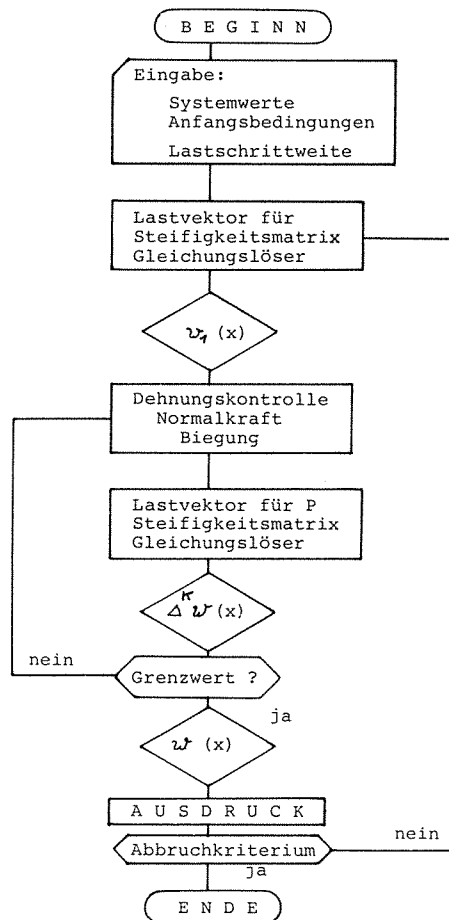 B E G I N N
Eingabe:
Systemwerte
Anfangsbedingungen
Lastschrittweite
Lastvektor für
Steifigkeitsmatrix
Gleichungslöser
v₁ (x)
Dehnungskontrolle
Normalkraft
Biegung
Lastvektor für P
Steifigkeitsmatrix
Gleichungslöser
K
Δ w (x)
nein
Grenzwert ?
ja
w (x)
A U S D R U C K
nein
Abbruchkriterium
ja
E N D E